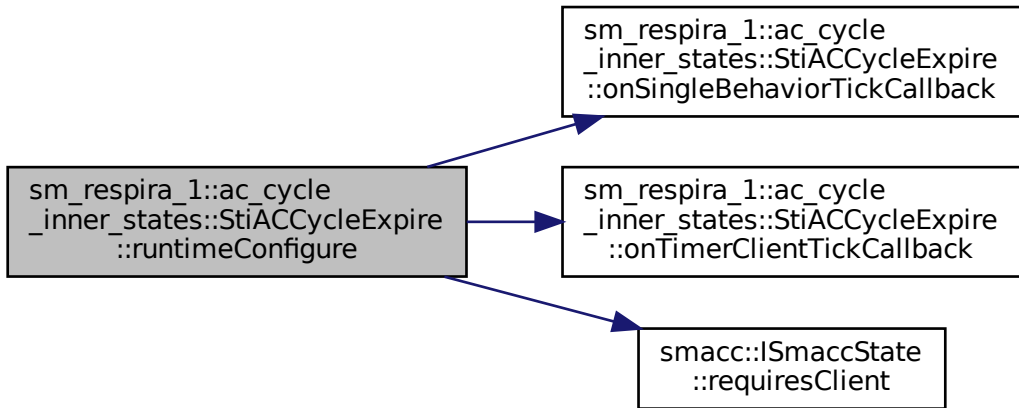 sm_respira_1::ac_cycle
_inner_states::StiACCycleExpire
::onSingleBehaviorTickCallback
sm_respira_1::ac_cycle
_inner_states::StiACCycleExpire
::runtimeConfigure
sm_respira_1::ac_cycle
_inner_states::StiACCycleExpire
::onTimerClientTickCallback
smacc::ISmaccState
::requiresClient